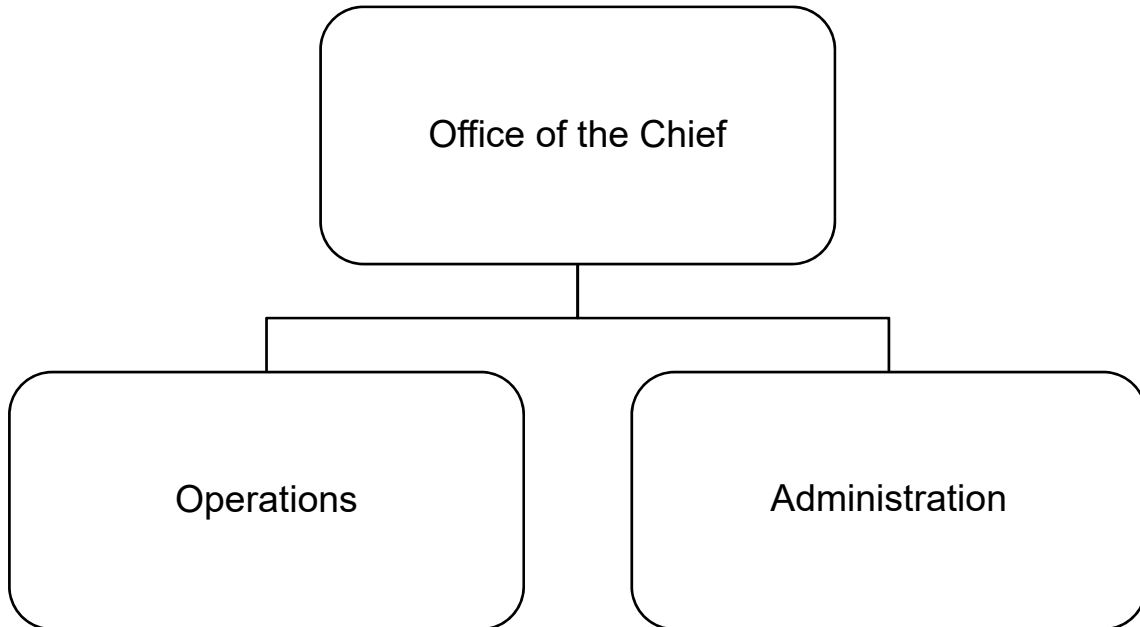 Office of the Chief
Operations
Administration